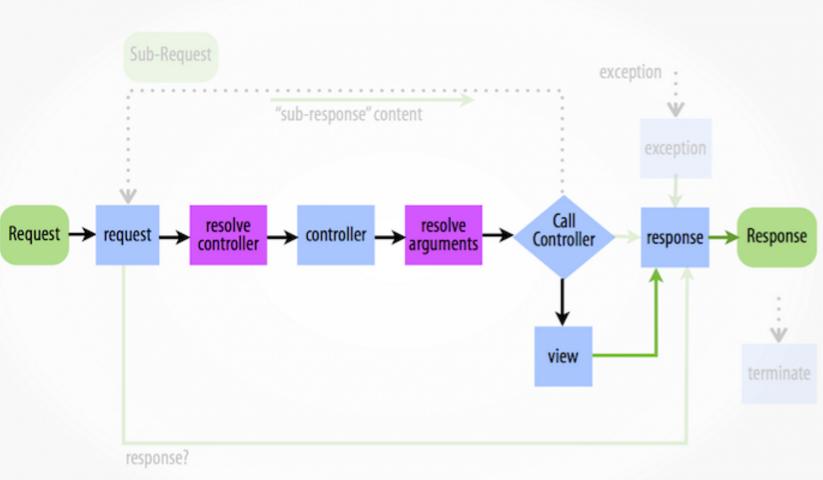 Sub-Request
exception
"sub-response" content
exception
Request
request
resolve
controller
controller
resolve
arguments
Call
Controller
response
Response
view
terminate
response?